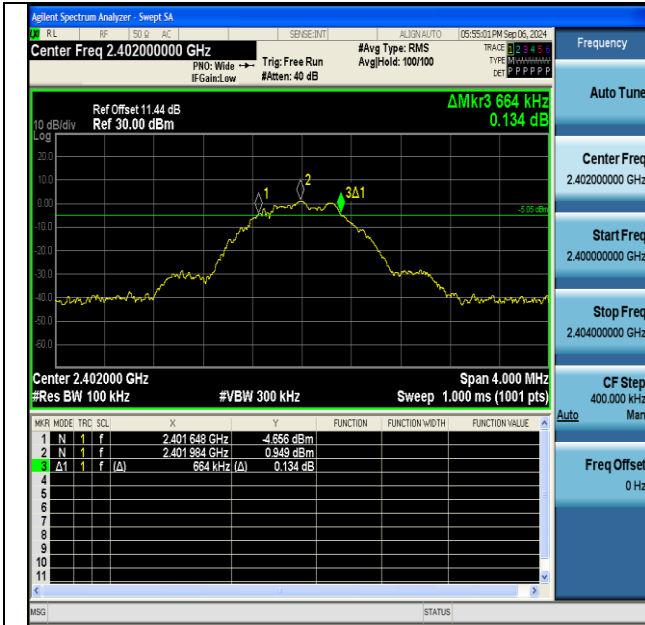 Agilent Spectrum Analyzer - Swept SA
RL RF 50 Ω AC SENSE:INT ALIGN AUTO 05:55:01 PM Sep 06, 2024
Center Freq 2.402000000 GHz #Avg Type: RMS TRACE 1 2 3 4 5 6
PNO: Wide Trig: Free Run Avg|Hold: 100/100 TYPE
IFGain:Low #Atten: 40 dB DET P P P P P P
ΔMkr3 664 kHz
0.134 dB
Ref Offset 11.44 dB
10 dB/div Ref 30.00 dBm
Log
20.0
10.0
0.00
-10.0
-20.0
-30.0
-40.0
-50.0
-60.0
1
2
3Δ1
-5.05 dBm
Center 2.402000 GHz Span 4.000 MHz
#Res BW 100 kHz #VBW 300 kHz Sweep 1.000 ms (1001 pts)
MKR MODE TRC SCL X Y FUNCTION FUNCTION WIDTH FUNCTION VALUE
1 N 1 f 2.401 648 GHz -4.656 dBm
2 N 1 f 2.401 984 GHz 0.949 dBm
3 Δ1 1 f (Δ) 664 kHz (Δ) 0.134 dB
4
5
6
7
8
9
10
11
MSG STATUS
Frequency
Auto Tune
Center Freq
2.402000000 GHz
Start Freq
2.400000000 GHz
Stop Freq
2.404000000 GHz
CF Step
400.000 kHz
Auto Man
Freq Offset
0 Hz